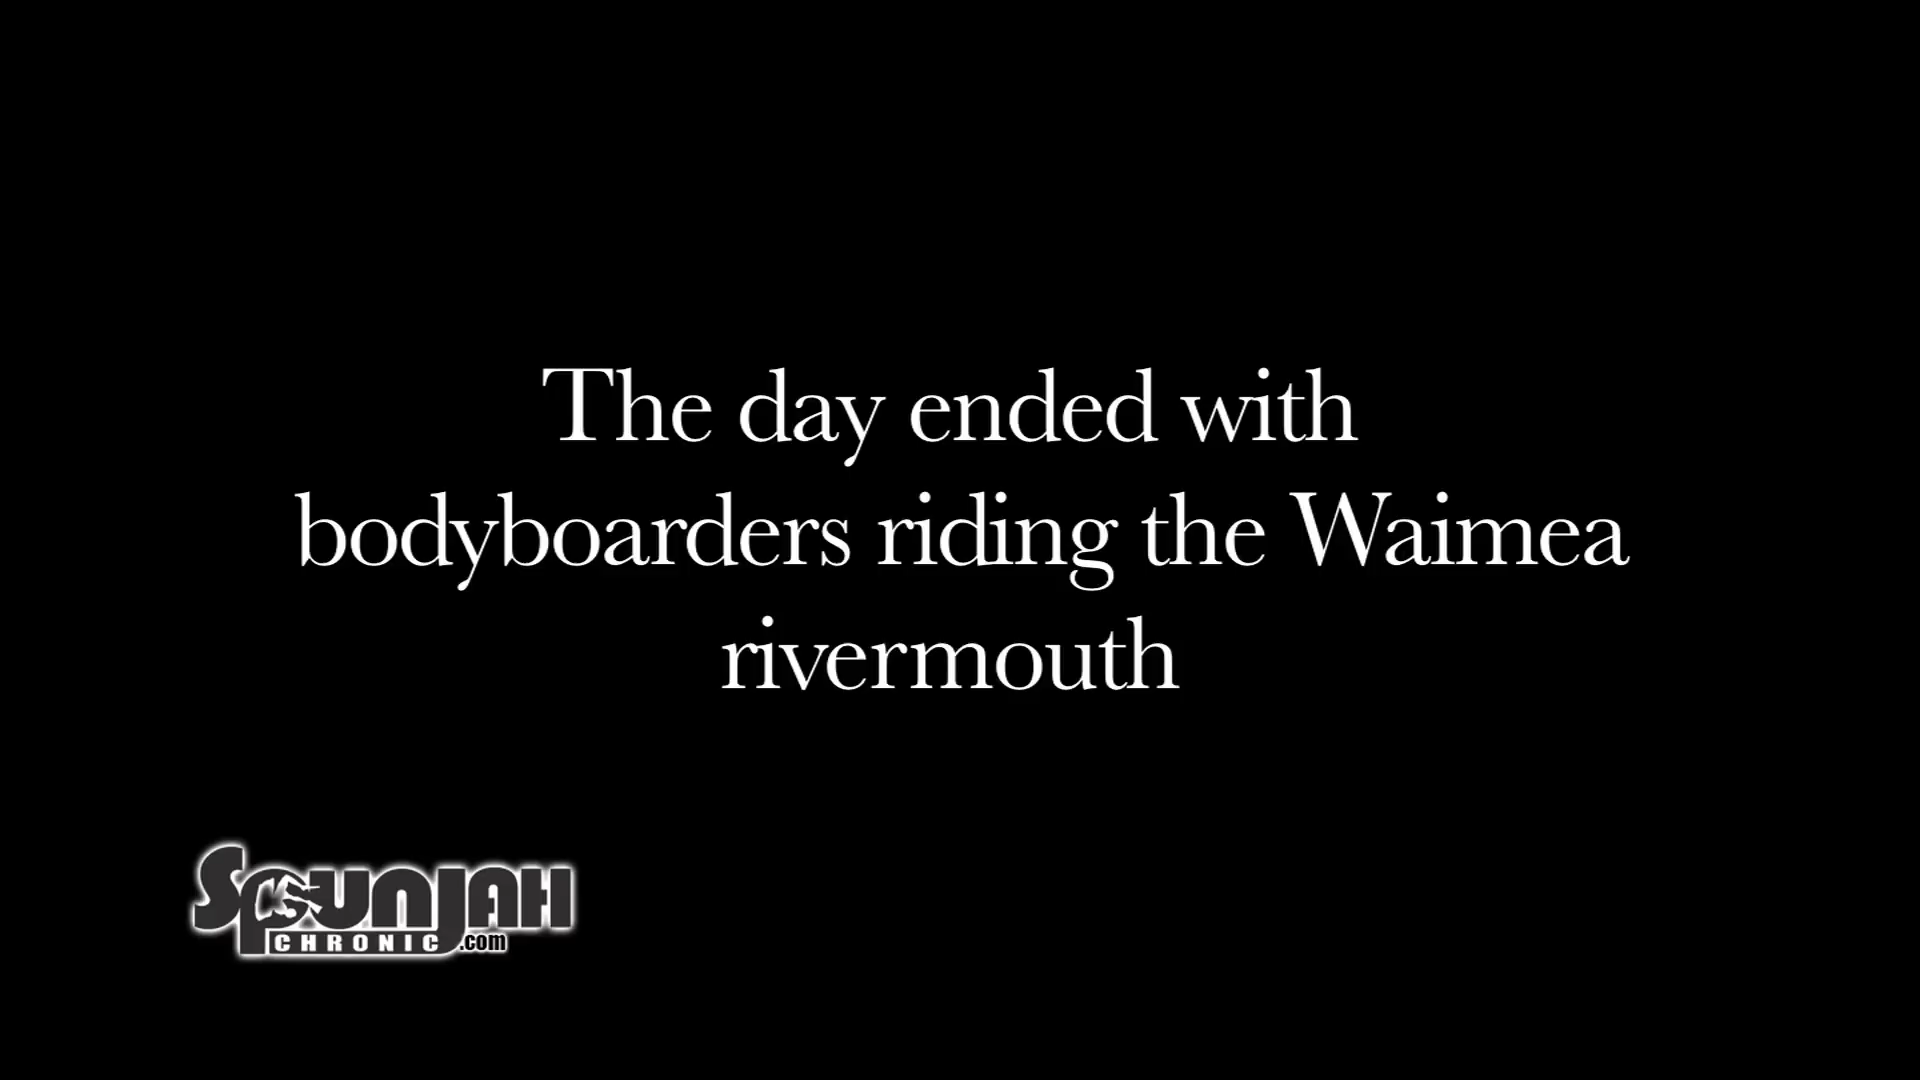 The day ended with
bodyboarders riding the Waimea
rivermouth
SPUNJAH
CHRONIC.com